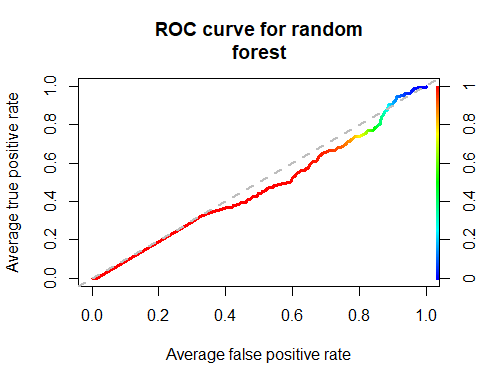 ROC curve for random
forest
Average true positive rate
0.0 0.2 0.4 0.6 0.8 1.0
0 0.2 0.4 0.6 0.8 1
0.0 0.2 0.4 0.6 0.8 1.0
Average false positive rate